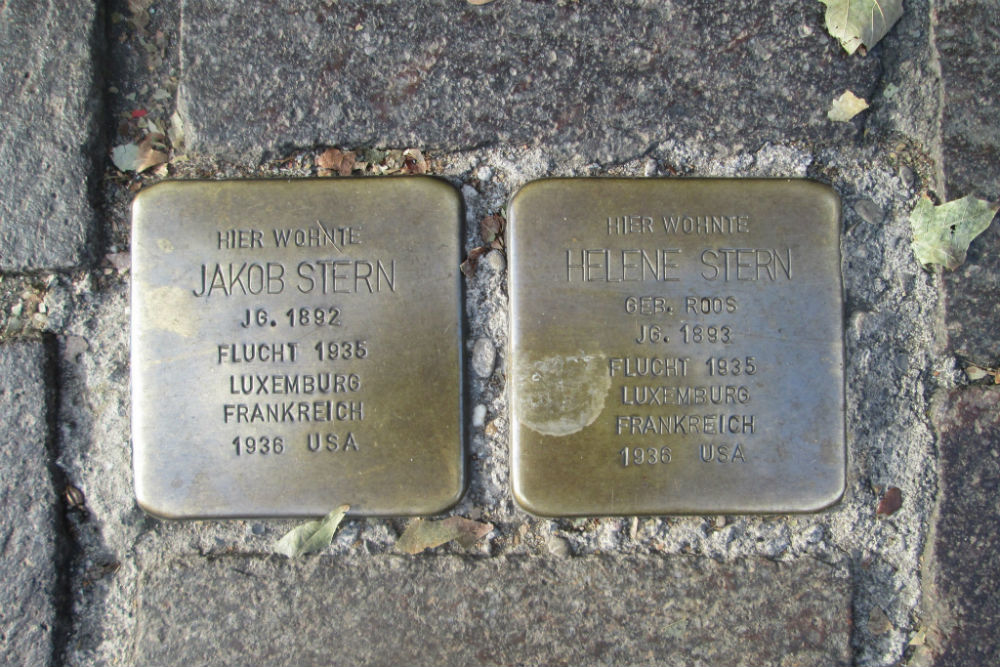 HIER WOHNTE
JAKOB STERN
JG. 1892
FLUCHT 1935
LUXEMBURG
FRANKREICH
1936 USA
HIER WOHNTE
HELENE STERN
GEB. ROOS
JG. 1893
FLUCHT 1935
LUXEMBURG
FRANKREICH
1936 USA